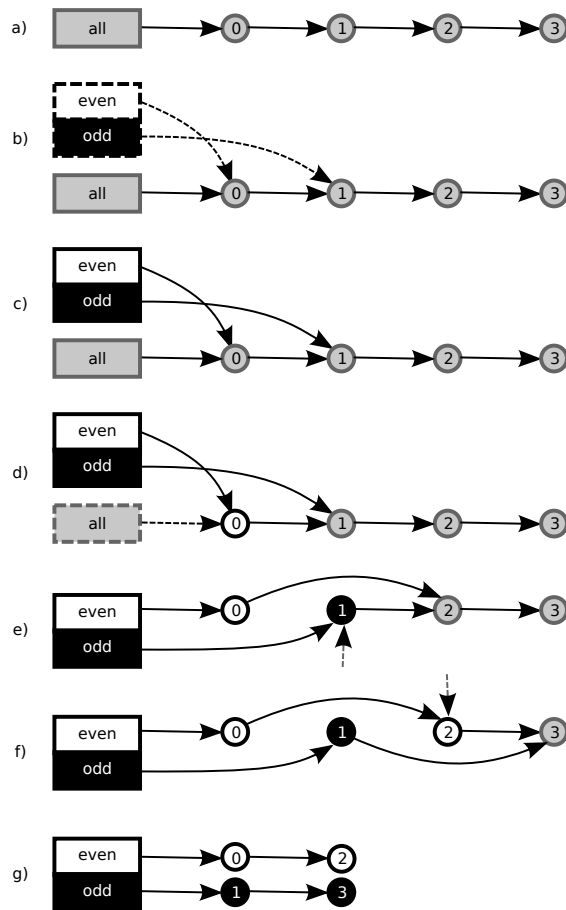 a) all 0 1 2 3
even
b) odd
all 0 1 2 3
even
c) odd
all 0 1 2 3
even
d) odd
all 0 1 2 3
even 0 1 2 3
e) odd
even 0 1 2 3
f) odd
even 0 2
g) odd 1 3